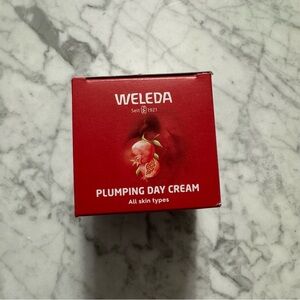 WELEDA
Seit 1921
PLUMPING DAY CREAM
All skin types